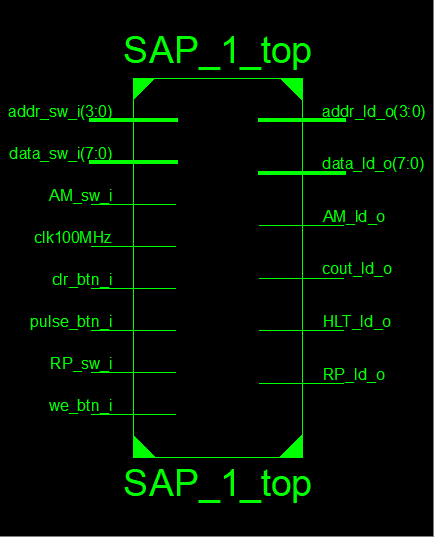 SAP_1_top
addr_sw_i(3:0)
addr_ld_o(3:0)
data_sw_i(7:0)
data_ld_o(7:0)
AM_sw_i
AM_ld_o
clk100MHz
cout_ld_o
clr_btn_i
pulse_btn_i
HLT_ld_o
RP_sw_i
RP_ld_o
we_btn_i
SAP_1_top